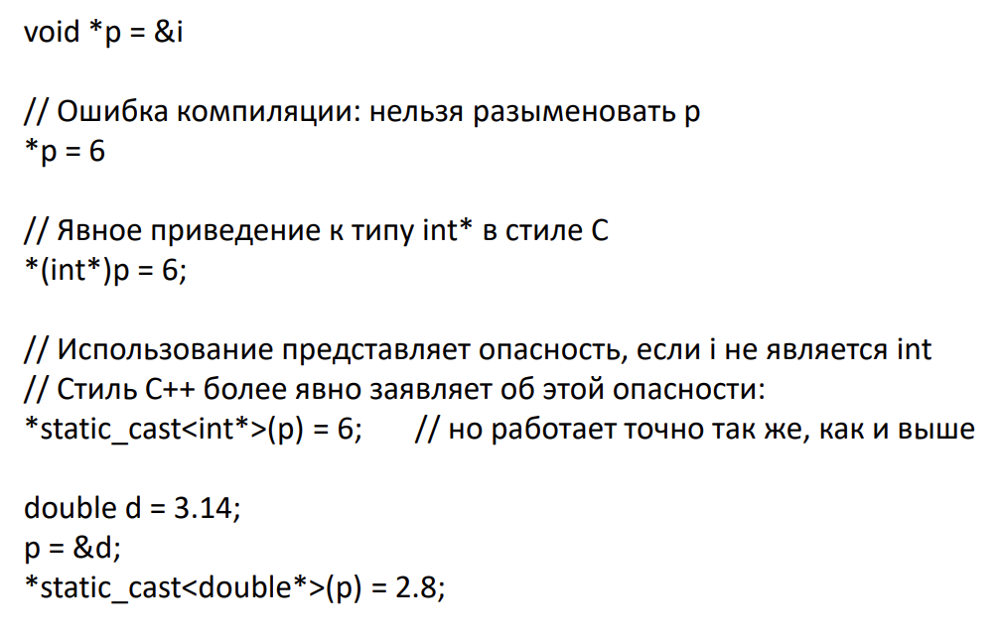 void *p = &i
// Ошибка компиляции: нельзя разыменовать p
*p = 6
// Явное приведение к типу int* в стиле C
*(int*)p = 6;
// Использование представляет опасность, если i не является int
// Стиль C++ более явно заявляет об этой опасности:
*static_cast<int*>(p) = 6; // но работает точно так же, как и выше
double d = 3.14;
p = &d;
*static_cast<double*>(p) = 2.8;